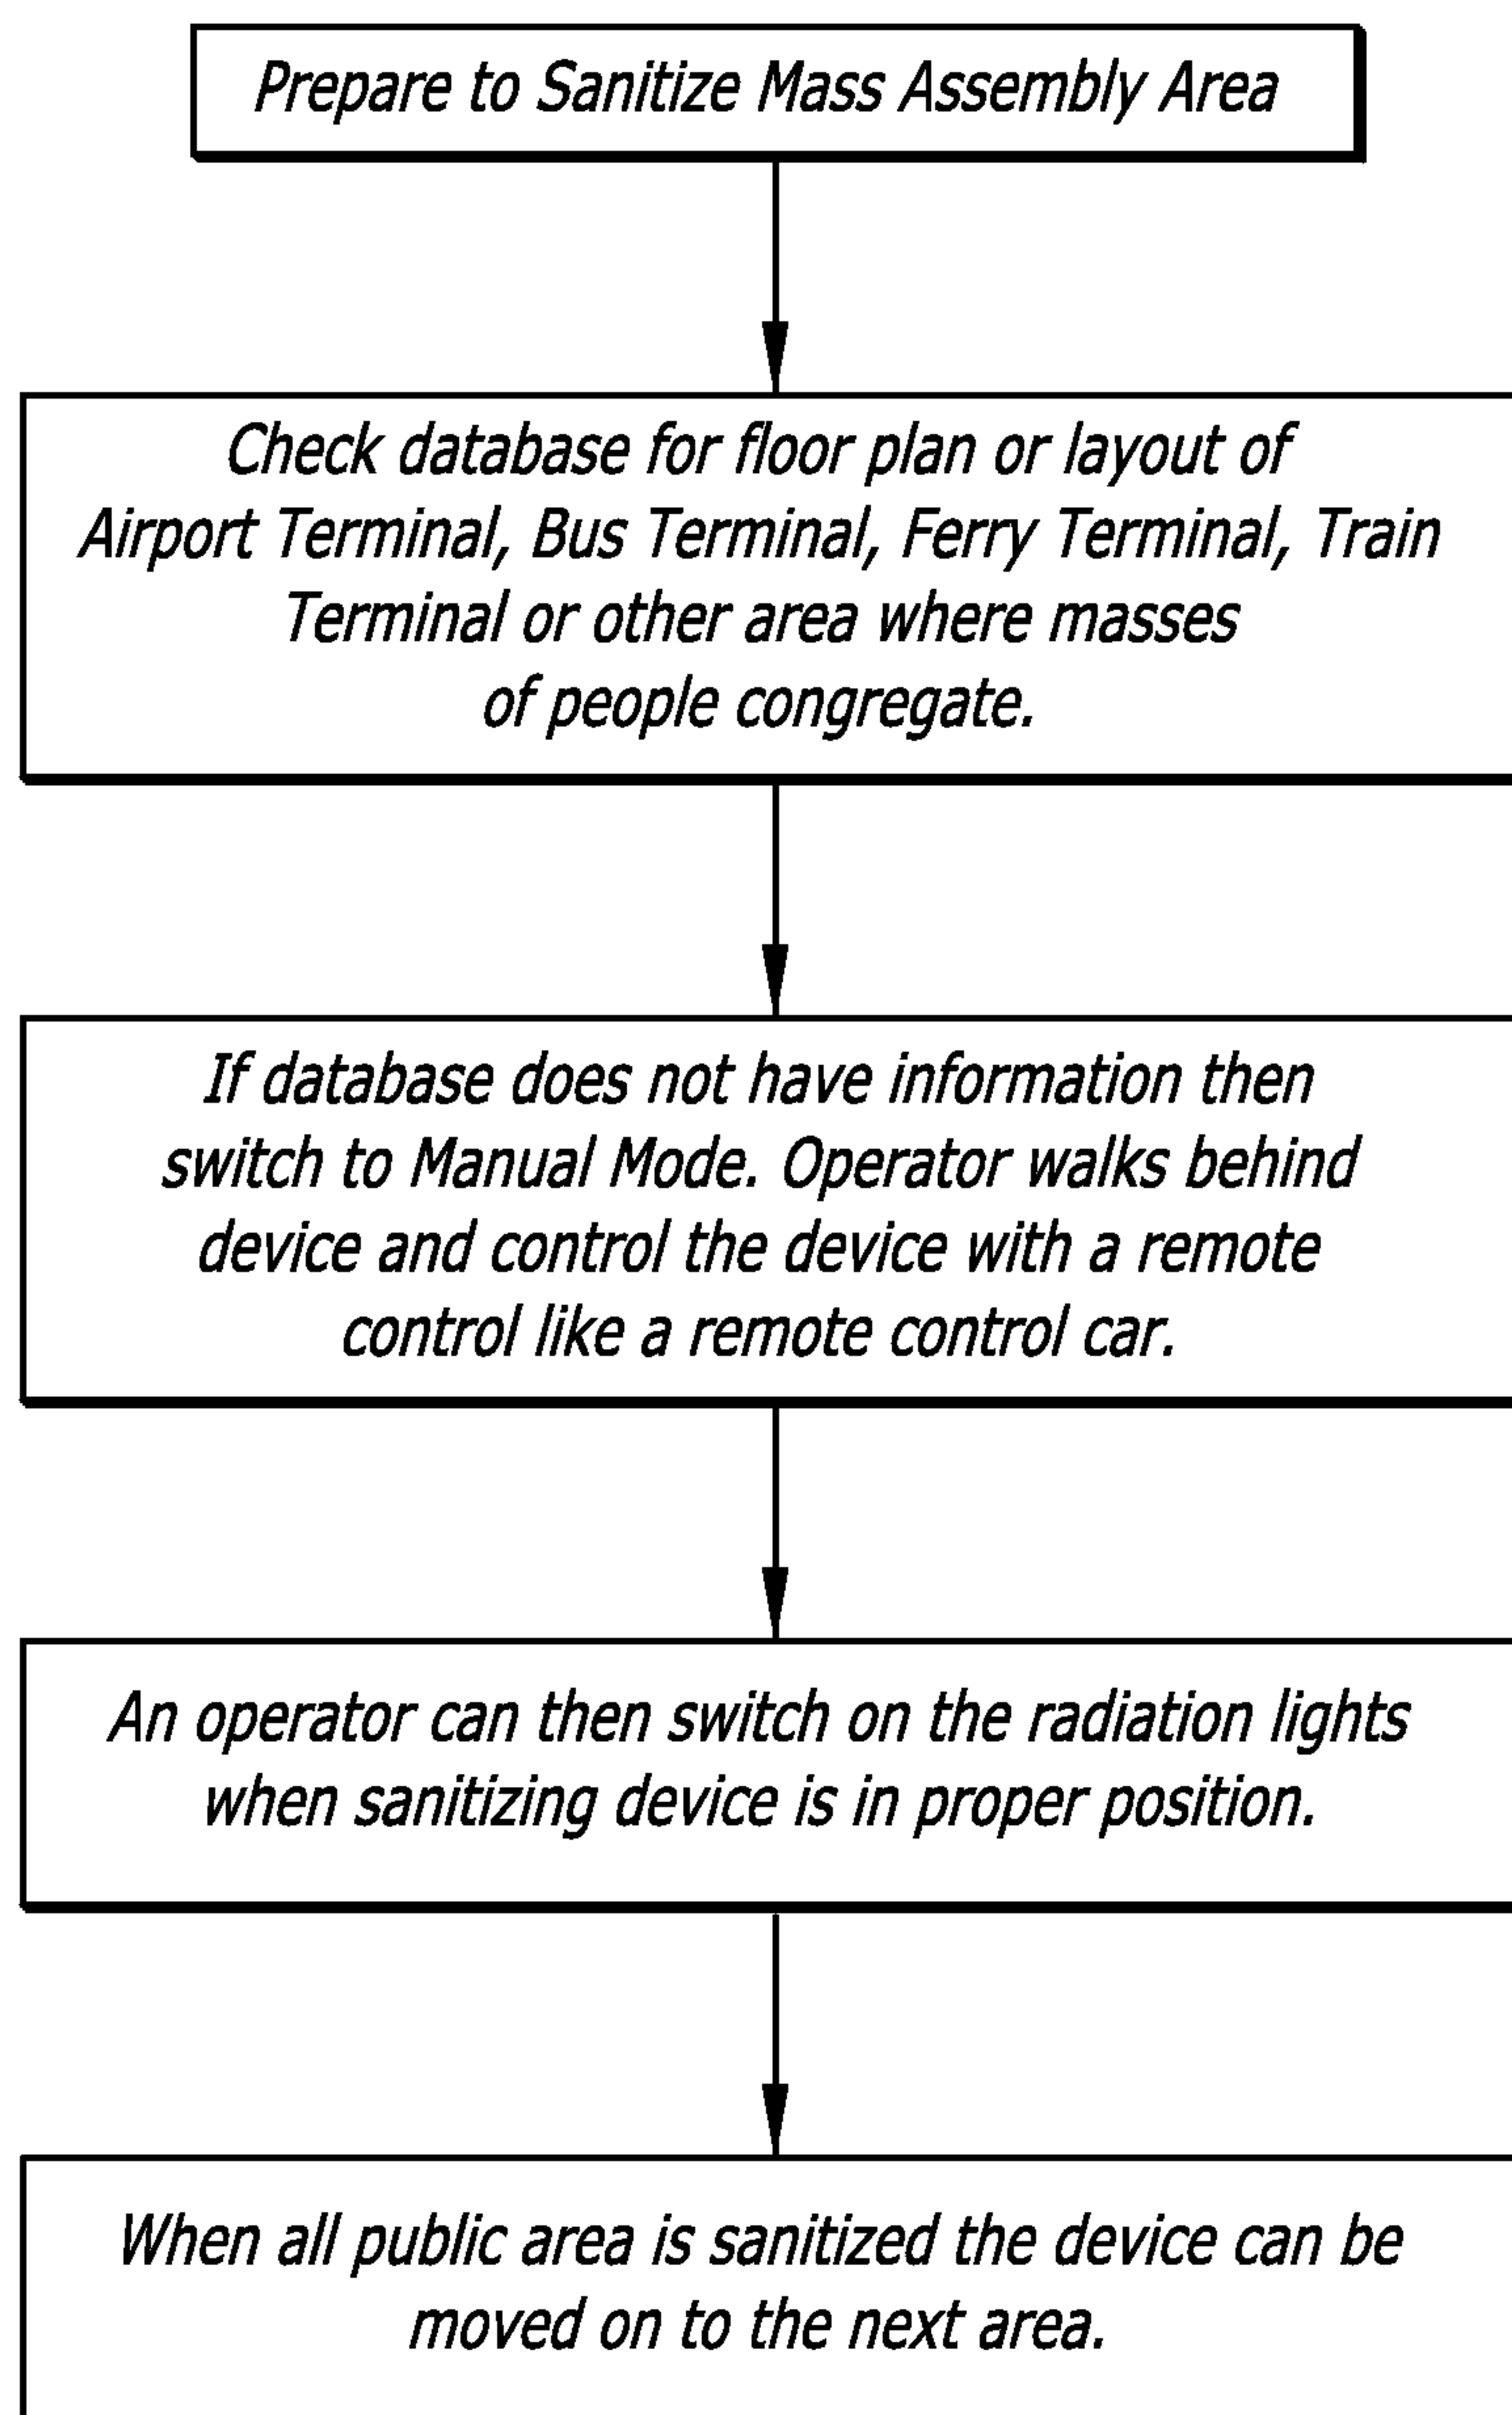 Prepare to Sanitize Mass Assembly Area
Check database for floor plan or layout of
Airport Terminal, Bus Terminal, Ferry Terminal, Train
Terminal or other area where masses
of people congregate.
If database does not have information then
switch to Manual Mode. Operator walks behind
device and control the device with a remote
control like a remote control car.
An operator can then switch on the radiation lights
when sanitizing device is in proper position.
When all public area is sanitized the device can be
moved on to the next area.